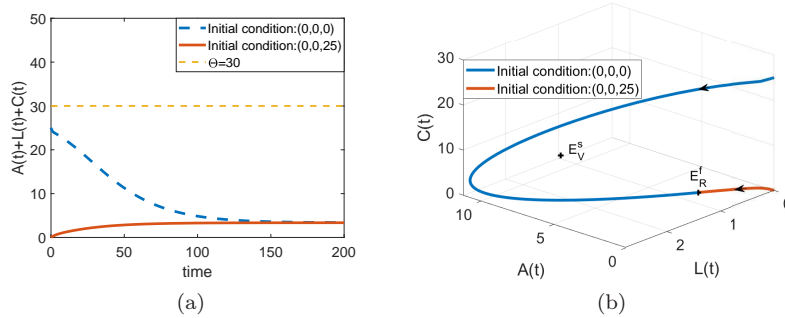 50
40
30
20
10
0
A(t)+L(t)+C(t)
Initial condition:(0,0,0)
Initial condition:(0,0,25)
Θ=30
0
50
100
150
200
time
(a)
30
20
10
0
C(t)
Initial condition:(0,0,0)
Initial condition:(0,0,25)
E_V^s
E_R^f
10
5
0
A(t)
2
1
0
L(t)
(b)